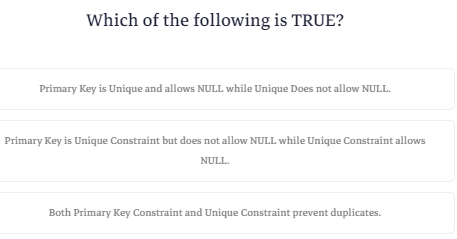 Which of the following is TRUE?
Primary Key is Unique and allows NULL while Unique Does not allow NULL.
Primary Key is Unique Constraint but does not allow NULL while Unique Constraint allows
NULL.
Both Primary Key Constraint and Unique Constraint prevent duplicates.